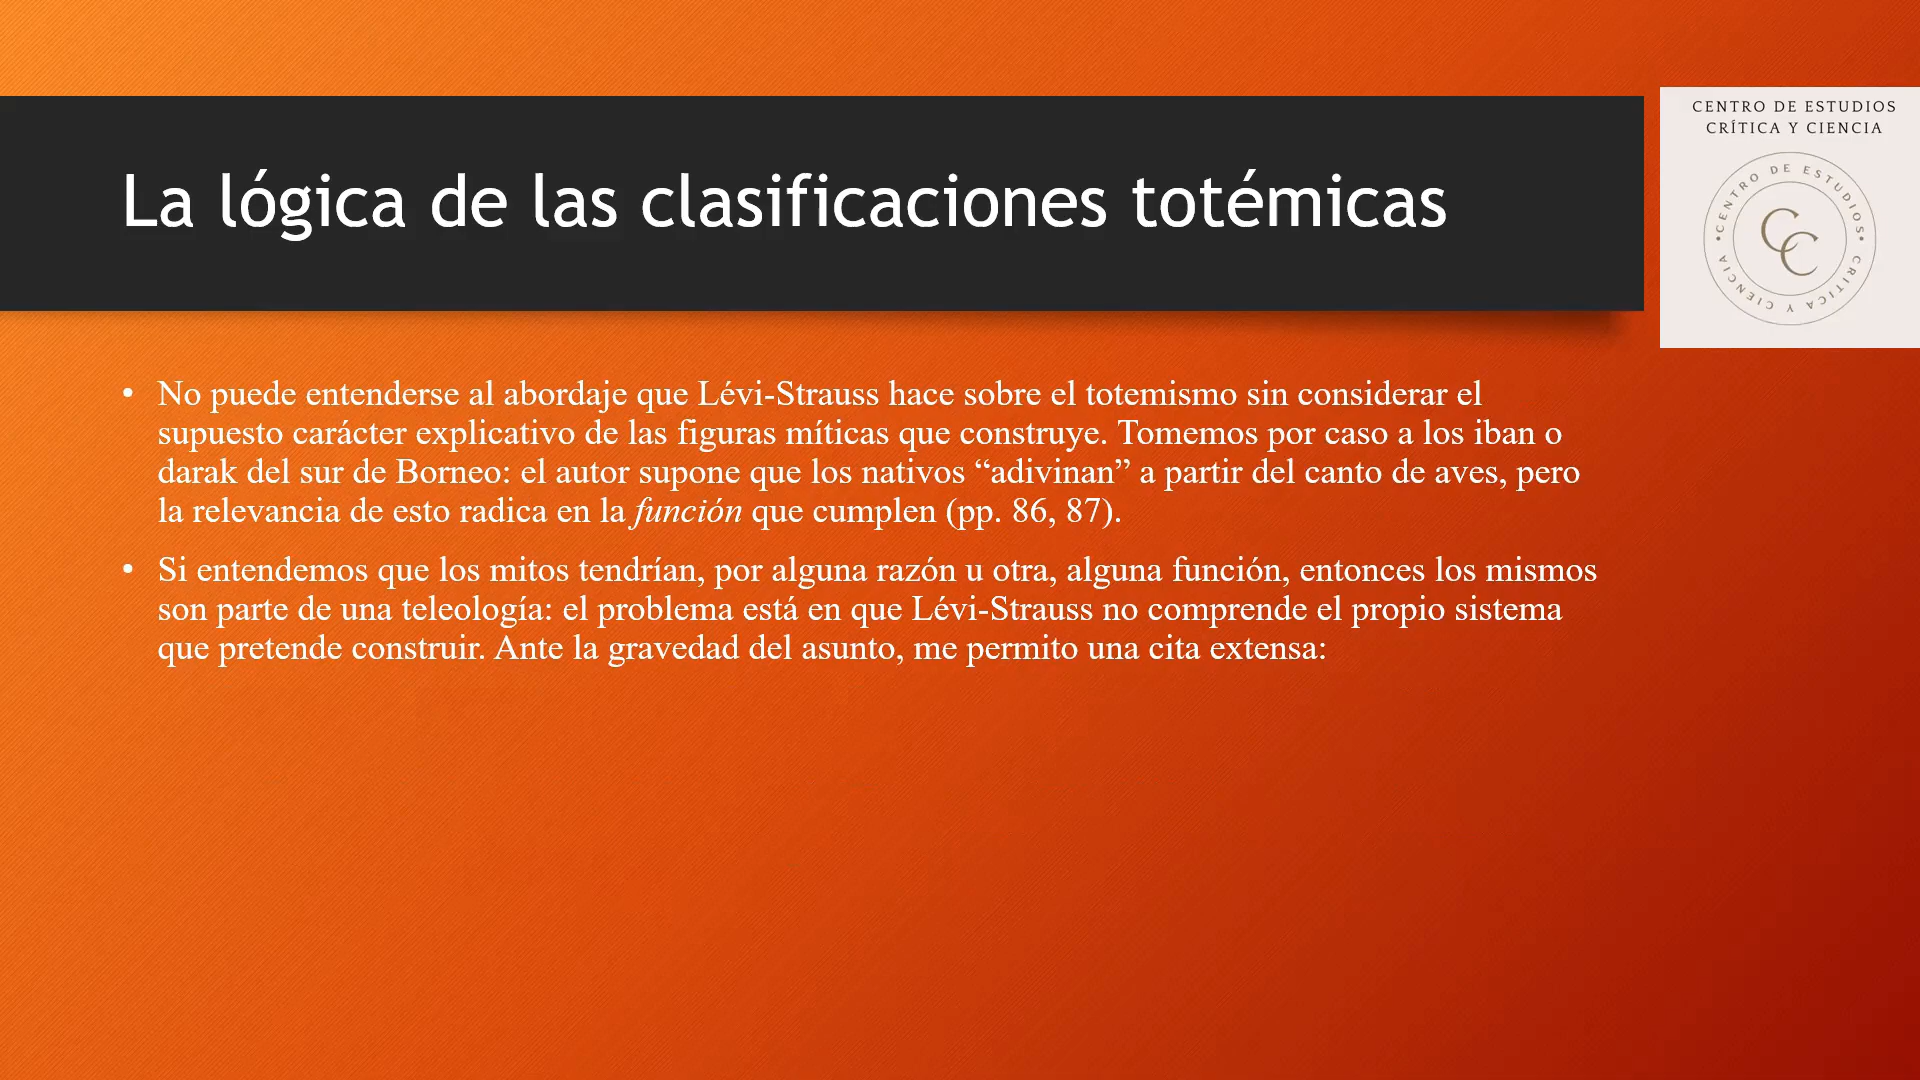 La lógica de las clasificaciones totémicas
CENTRO DE ESTUDIOS
CRÍTICA Y CIENCIA
•CENTRO DE ESTUDIOS•
CRITICA Y CIENCIA
CC
• No puede entenderse al abordaje que Lévi-Strauss hace sobre el totemismo sin considerar el
supuesto carácter explicativo de las figuras míticas que construye. Tomemos por caso a los iban o
darak del sur de Borneo: el autor supone que los nativos “adivinan” a partir del canto de aves, pero
la relevancia de esto radica en la función que cumplen (pp. 86, 87).
• Si entendemos que los mitos tendrían, por alguna razón u otra, alguna función, entonces los mismos
son parte de una teleología: el problema está en que Lévi-Strauss no comprende el propio sistema
que pretende construir. Ante la gravedad del asunto, me permito una cita extensa: